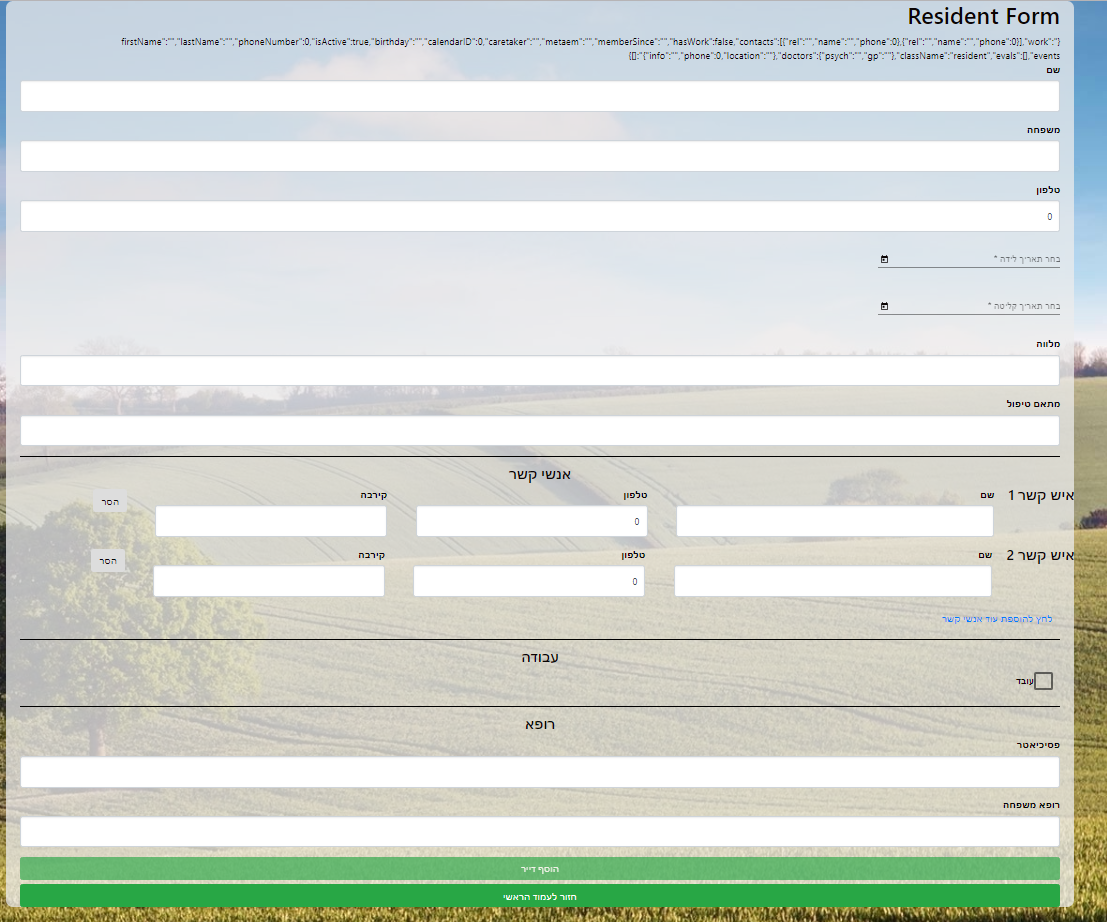 Resident Form
{"firstName":"","lastName":"","phoneNumber":0,"isActive":true,"birthday":"","calendarID":0,"caretaker":"","metaem":"","memberSince":"","hasWork":false,"contacts":[{"rel":"","name":"","phone":0},{"rel":"","name":"","phone":0}],"work":
{"info":"","phone":0,"location":""},"doctors":{"psych":"","gp":""},"className":"resident","evals":[],"events":[]}
שם
משפחה
טלפון
0
בחר תאריך לידה *
בחר תאריך קליטה *
מלווה
מתאם טיפול
אנשי קשר
איש קשר 1 שם טלפון קירבה הסר
0
איש קשר 2 שם טלפון קירבה הסר
0
לחץ להוספת עוד אנשי קשר
עבודה
עובד
רופא
פסיכיאטר
רופא משפחה
הוסף דייר
חזור לעמוד הראשי